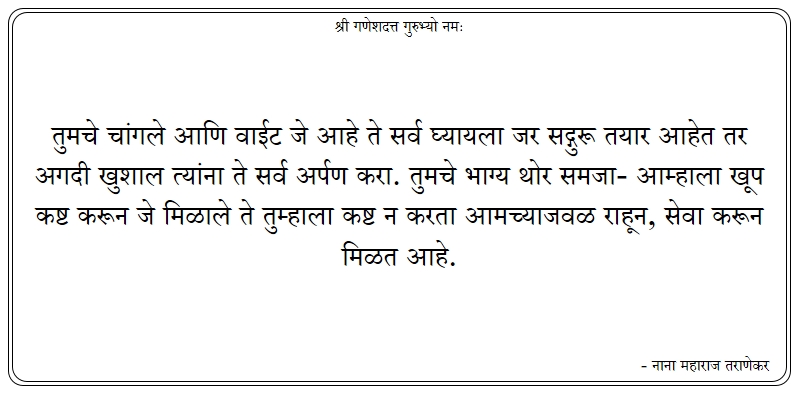 श्री गणेशदत्त गुरुभ्यो नमः
तुमचे चांगले आणि वाईट जे आहे ते सर्व घ्यायला जर सद्गुरू तयार आहेत तर
अगदी खुशाल त्यांना ते सर्व अर्पण करा. तुमचे भाग्य थोर समजा- आम्हाला खूप
कष्ट करून जे मिळाले ते तुम्हाला कष्ट न करता आमच्याजवळ राहून, सेवा करून
मिळत आहे.
- नाना महाराज तराणेकर